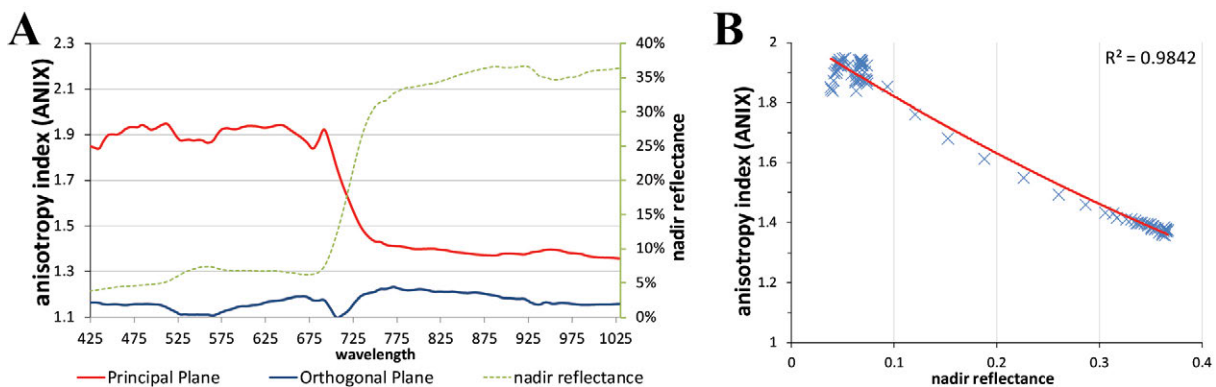 A
anisotropy index (ANIX)
2.3
2.1
1.9
1.7
1.5
1.3
1.1
40%
35%
30%
25%
20%
15%
10%
5%
0%
nadir reflectance
425 475 525 575 625 675 725 775 825 875 925 975 1025
wavelength
Principal Plane Orthogonal Plane nadir reflectance
B
anisotropy index (ANIX)
2
1.8
1.6
1.4
1.2
1
R² = 0.9842
0 0.1 0.2 0.3 0.4
nadir reflectance